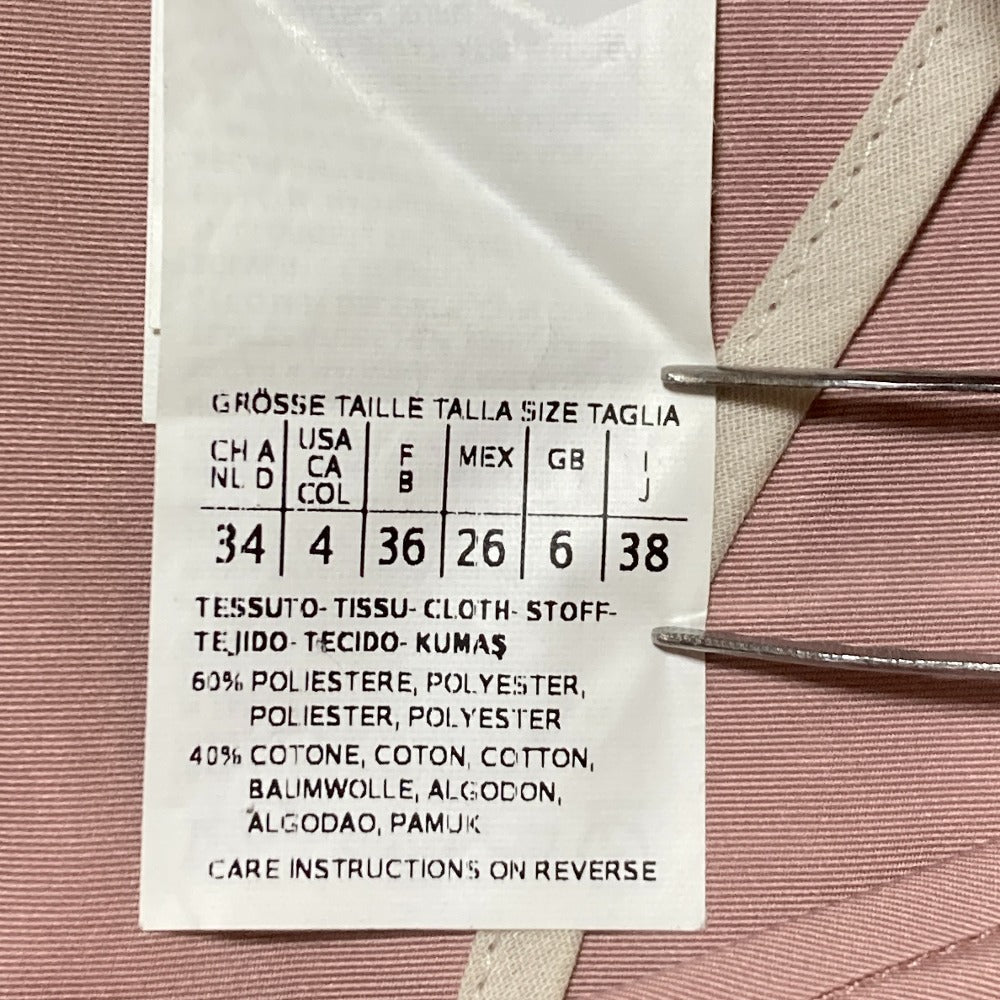 GRÖSSE TAILLE TALLA SIZE TAGLIA
CH A NL D | USA CA COL | F B | MEX | GB | I J
34 | 4 | 36 | 26 | 6 | 38
TESSUTO- TISSU- CLOTH- STOFF-
TEJIDO- TECIDO- KUMAŞ
60% POLIESTERE, POLYESTER,
POLIESTER, POLYESTER
40% COTONE, COTON, COTTON,
BAUMWOLLE, ALGODON,
ALGODAO, PAMUK
CARE INSTRUCTIONS ON REVERSE